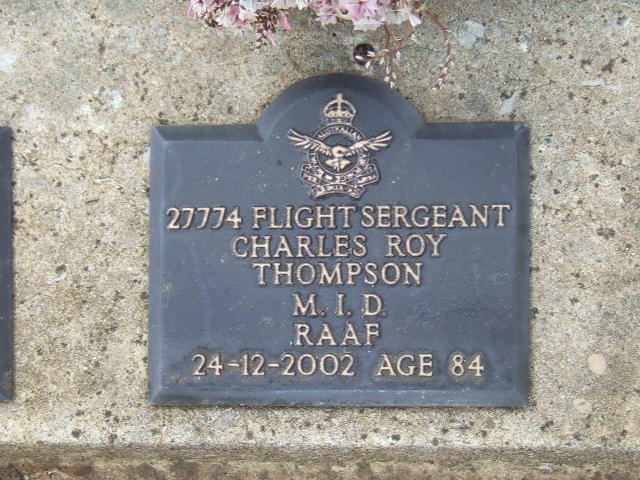 27774 FLIGHT SERGEANT
CHARLES ROY
THOMPSON
M.I.D.
RAAF
24-12-2002 AGE 84